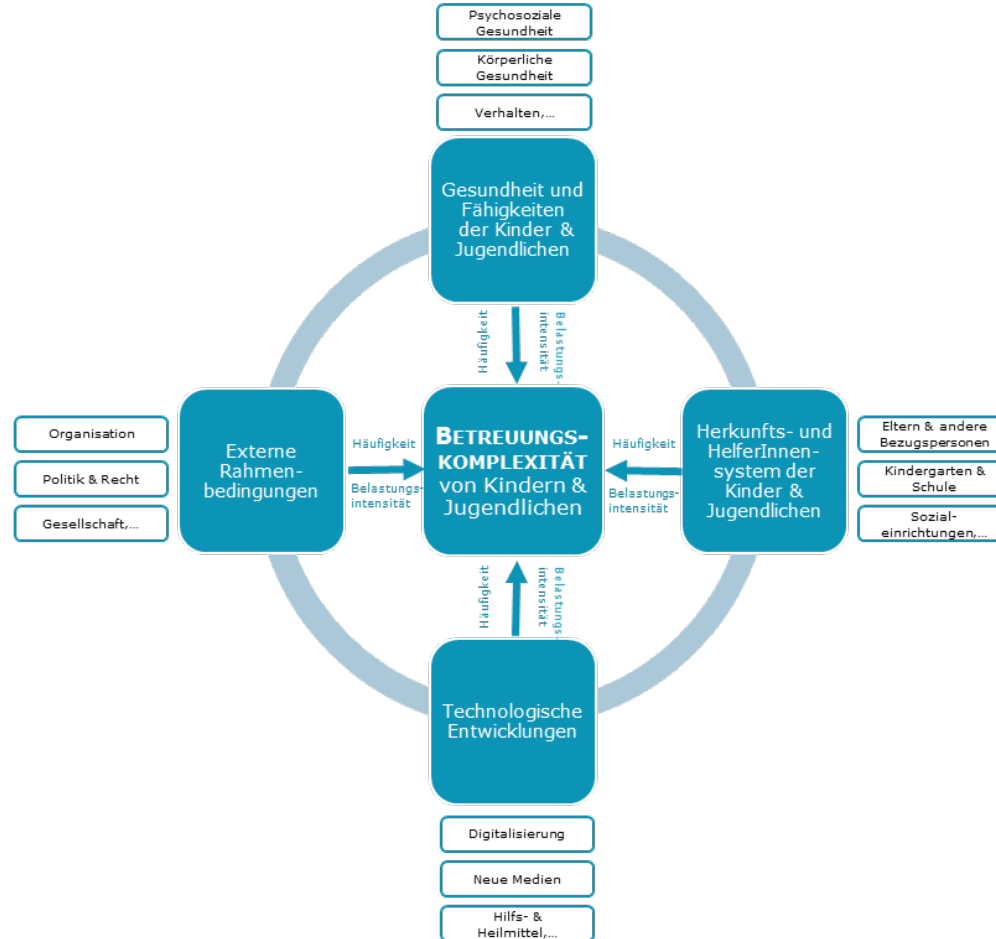 Psychosoziale
Gesundheit
Körperliche
Gesundheit
Verhalten,...
Gesundheit und
Fähigkeiten
der Kinder &
Jugendlichen
Häufigkeit
Belastungs-
intensität
Organisation
Politik & Recht
Gesellschaft,...
Externe
Rahmen-
bedingungen
Häufigkeit
Belastungs-
intensität
BETREUUNGS-
KOMPLEXITÄT
von Kindern &
Jugendlichen
Häufigkeit
Belastungs-
intensität
Herkunfts- und
HelferInnen-
system der
Kinder &
Jugendlichen
Eltern & andere
Bezugspersonen
Kindergarten &
Schule
Sozial-
einrichtungen,...
Häufigkeit
Belastungs-
intensität
Technologische
Entwicklungen
Digitalisierung
Neue Medien
Hilfs- &
Heilmittel,...